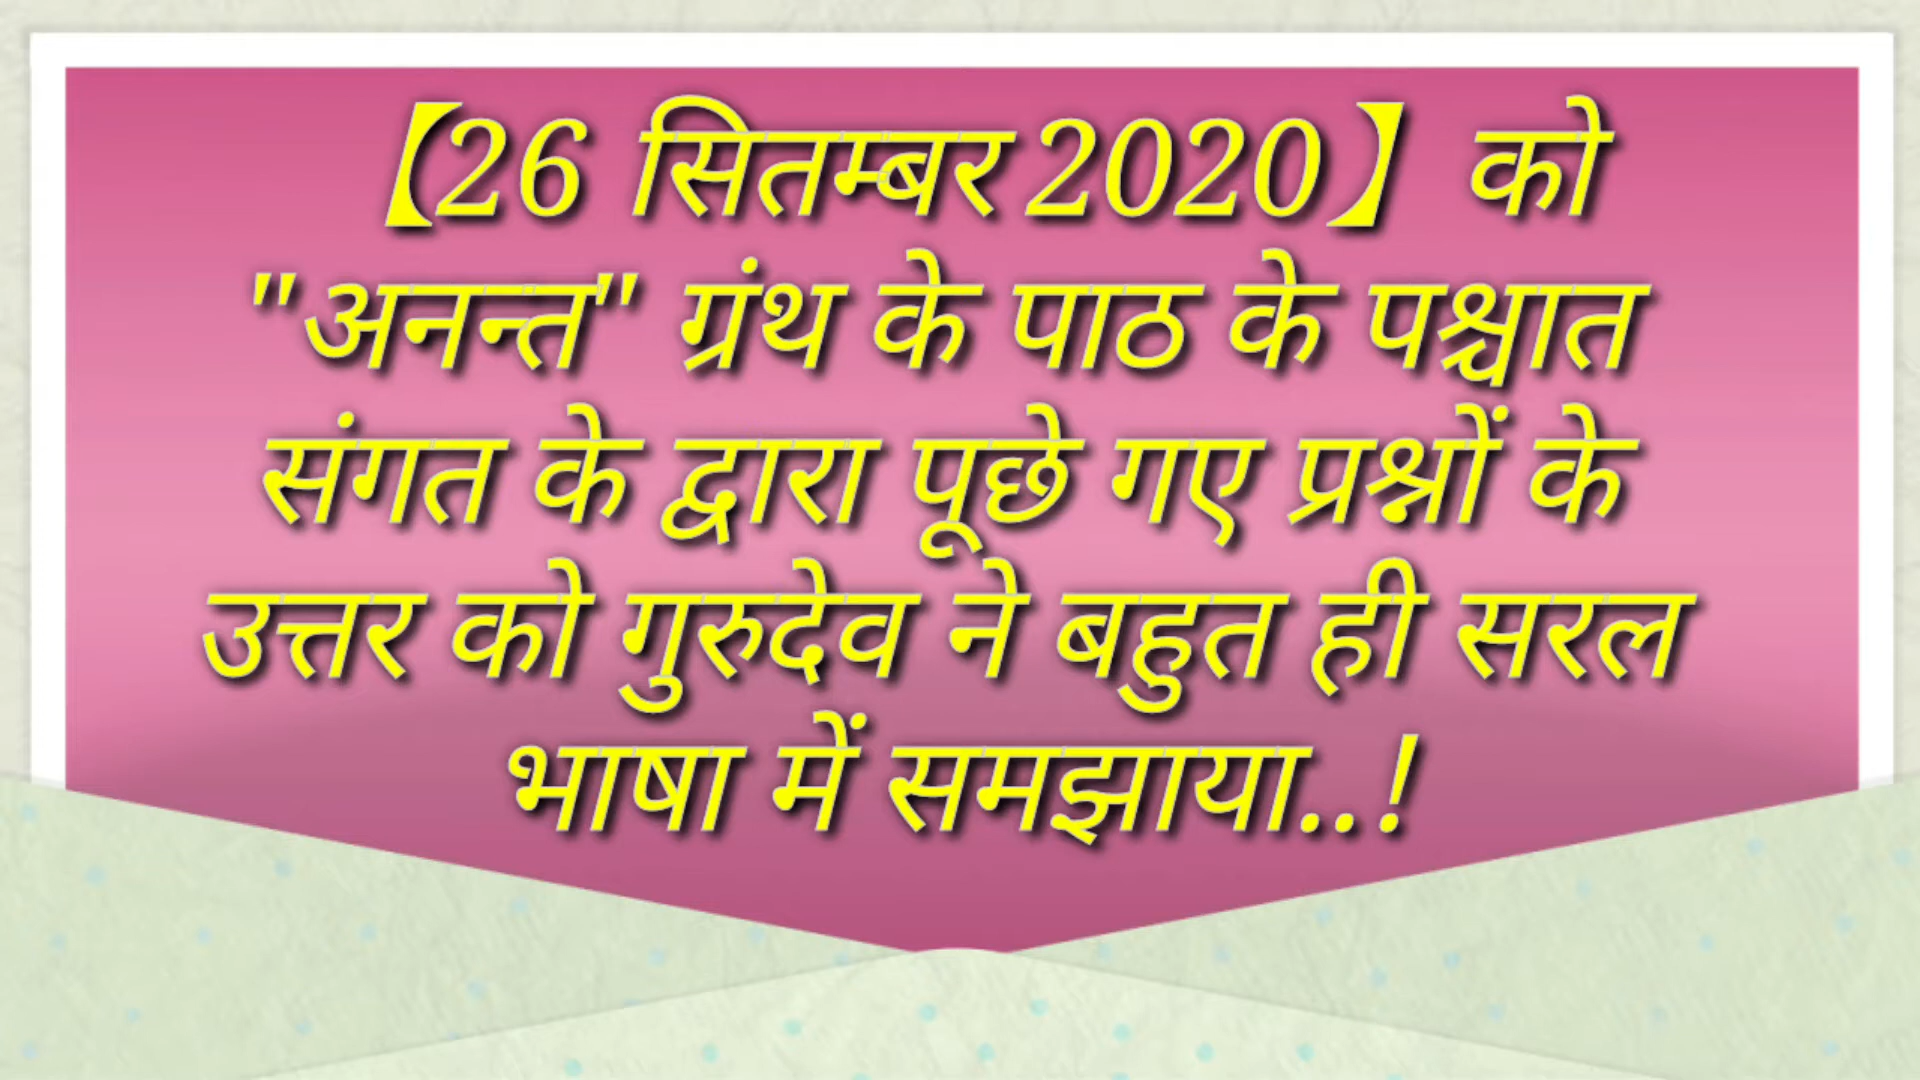 【26 सितम्बर 2020】 को
"अनन्त" ग्रंथ के पाठ के पश्चात
संगत के द्वारा पूछे गए प्रश्नों के
उत्तर को गुरुदेव ने बहुत ही सरल
भाषा में समझाया..!